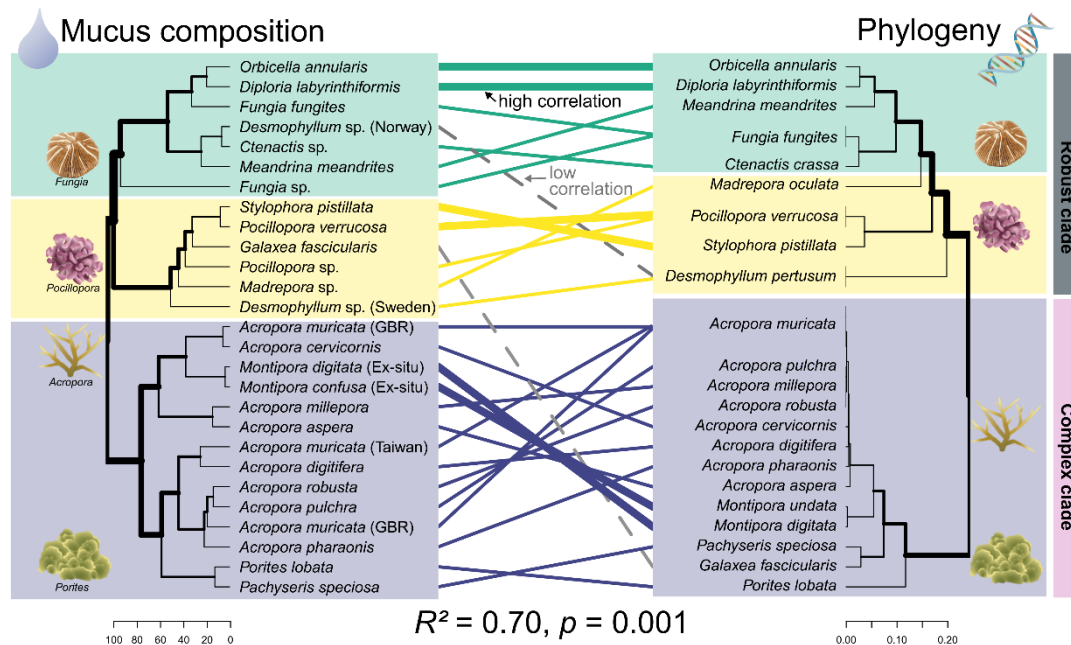 Mucus composition
Phylogeny
Orbicella annularis
Diploria labyrinthiformis
Fungia fungites
Desmophyllum sp. (Norway)
Ctenactis sp.
Meandrina meandrites
Fungia sp.
Stylophora pistillata
Pocillopora verrucosa
Galaxea fascicularis
Pocillopora sp.
Madrepora sp.
Desmophyllum sp. (Sweden)
Acropora muricata (GBR)
Acropora cervicornis
Montipora digitata (Ex-situ)
Montipora confusa (Ex-situ)
Acropora millepora
Acropora aspera
Acropora muricata (Taiwan)
Acropora digitifera
Acropora robusta
Acropora pulchra
Acropora muricata (GBR)
Acropora pharaonis
Porites lobata
Pachyseris speciosa
Fungia
Pocillopora
Acropora
Porites
high correlation
low
correlation
Orbicella annularis
Diploria labyrinthiformis
Meandrina meandrites
Fungia fungites
Ctenactis crassa
Madrepora oculata
Pocillopora verrucosa
Stylophora pistillata
Desmophyllum pertusum
Acropora muricata
Acropora pulchra
Acropora millepora
Acropora robusta
Acropora cervicornis
Acropora digitifera
Acropora pharaonis
Acropora aspera
Montipora undata
Montipora digitata
Pachyseris speciosa
Galaxea fascicularis
Porites lobata
Robust clade
Complex clade
100 80 60 40 20 0
R² = 0.70, p = 0.001
0.00 0.10 0.20